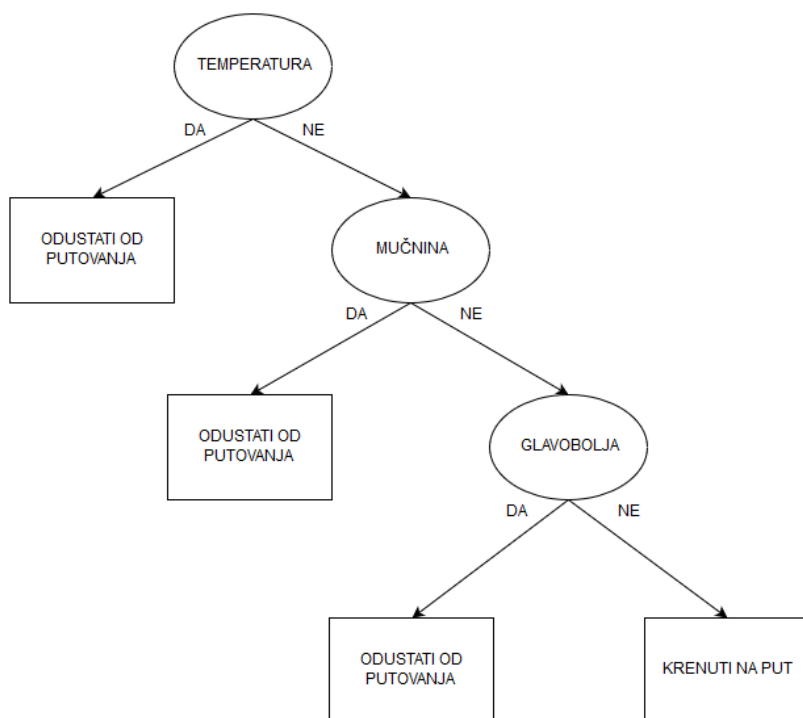 TEMPERATURA
DA
NE
ODUSTATI OD
PUTOVANJA
MUČNINA
DA
NE
ODUSTATI OD
PUTOVANJA
GLAVOBOLJA
DA
NE
ODUSTATI OD
PUTOVANJA
KRENUTI NA PUT